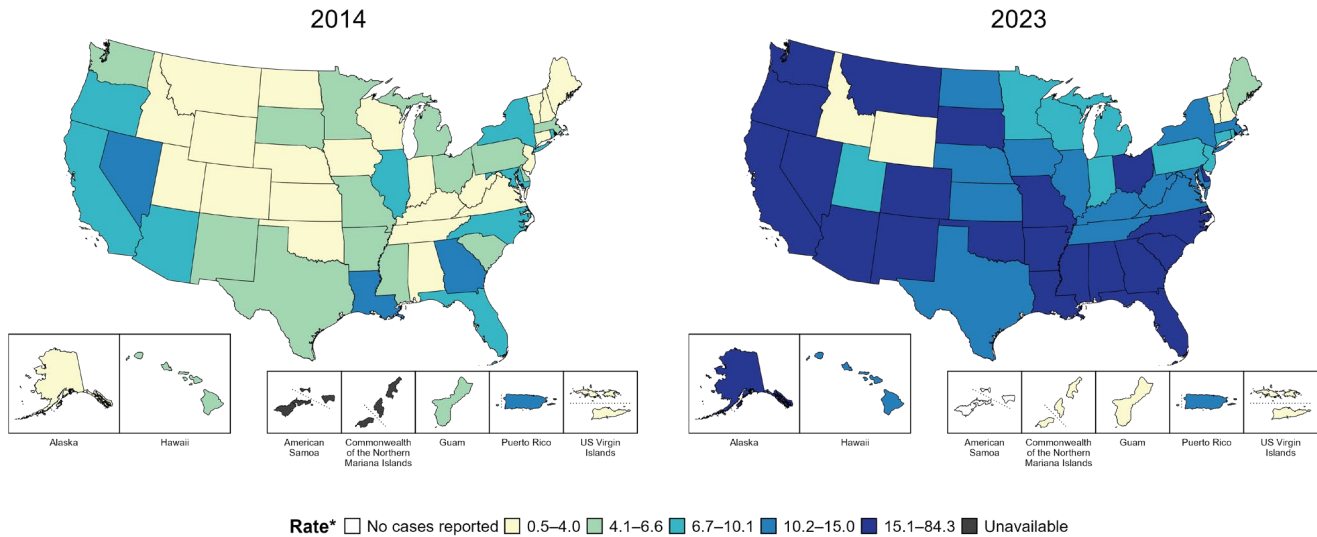 2014
2023
Alaska
Hawaii
American
Samoa
Commonwealth
of the Northern
Mariana Islands
Guam
Puerto Rico
US Virgin
Islands
Alaska
Hawaii
American
Samoa
Commonwealth
of the Northern
Mariana Islands
Guam
Puerto Rico
US Virgin
Islands
Rate* No cases reported 0.5–4.0 4.1–6.6 6.7–10.1 10.2–15.0 15.1–84.3 Unavailable